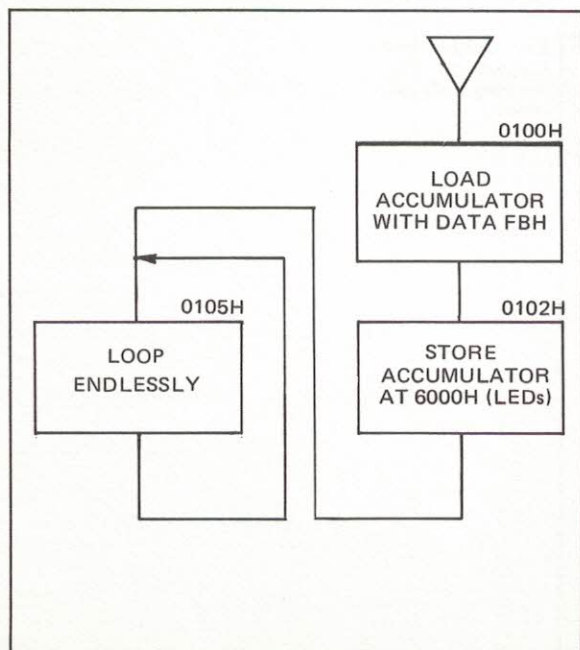 0100H
LOAD
ACCUMULATOR
WITH DATA FBH
0102H
STORE
ACCUMULATOR
AT 6000H (LEDs)
0105H
LOOP
ENDLESSLY